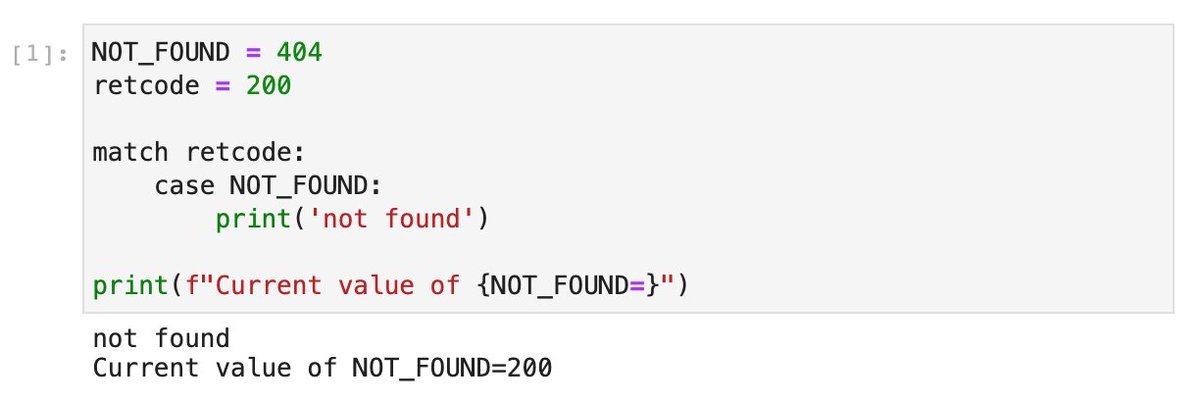 [1]: NOT_FOUND = 404
retcode = 200
match retcode:
    case NOT_FOUND:
        print('not found')
print(f"Current value of {NOT_FOUND=}")
not found
Current value of NOT_FOUND=200